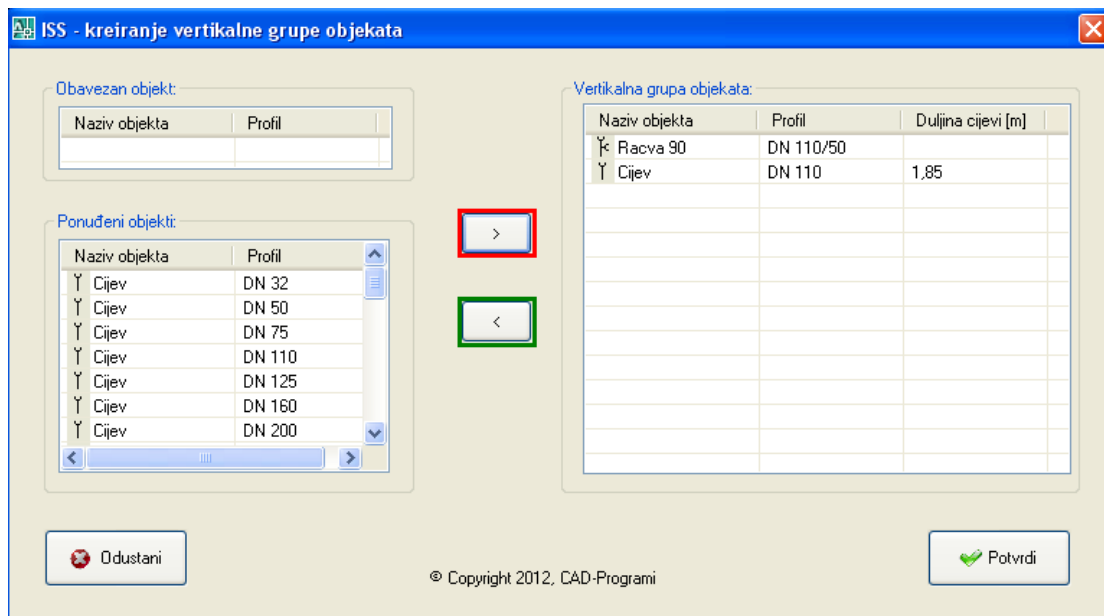 ISS - kreiranje vertikalne grupe objekata
Obavezan objekt:
Naziv objekta Profil
Ponuđeni objekti:
Naziv objekta Profil
Cijev DN 32
Cijev DN 50
Cijev DN 75
Cijev DN 110
Cijev DN 125
Cijev DN 160
Cijev DN 200
>
<
Vertikalna grupa objekata:
Naziv objekta Profil Duljina cijevi [m]
Racva 90 DN 110/50
Cijev DN 110 1,85
Odustani
© Copyright 2012, CAD-Programi
Potvrdi